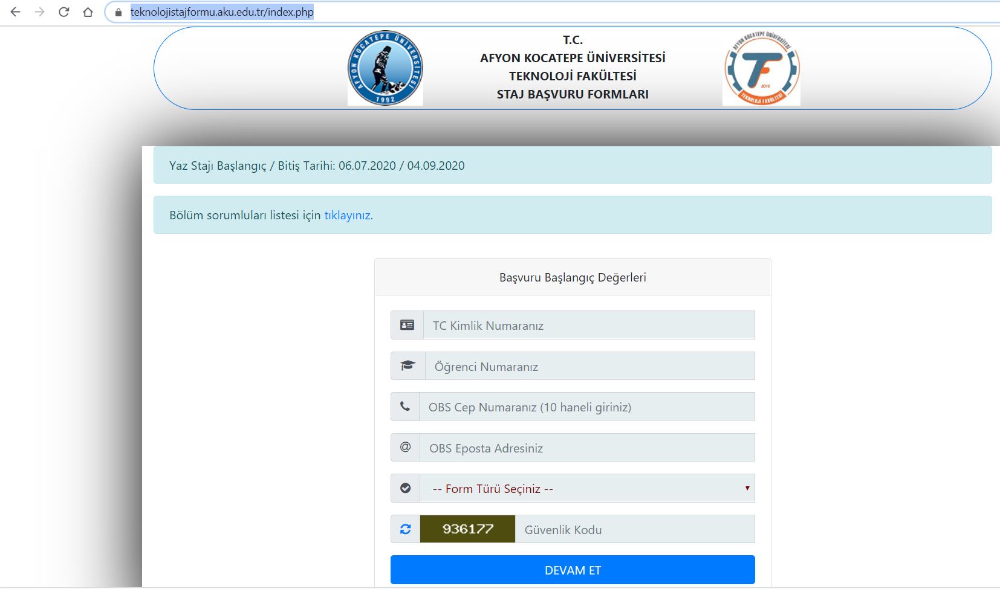 teknolojistajformu.aku.edu.tr/index.php
AFYON KOCATEPE ÜNİVERSİTESİ
1992
T.C.
AFYON KOCATEPE ÜNİVERSİTESİ
TEKNOLOJİ FAKÜLTESİ
STAJ BAŞVURU FORMLARI
AFYON KOCATEPE ÜNİVERSİTESİ
TF
2010
TEKNOLOJİ FAKÜLTESİ
Yaz Stajı Başlangıç / Bitiş Tarihi: 06.07.2020 / 04.09.2020
Bölüm sorumluları listesi için tıklayınız.
Başvuru Başlangıç Değerleri
TC Kimlik Numaranız
Öğrenci Numaranız
OBS Cep Numaranız (10 haneli giriniz)
@ OBS Eposta Adresiniz
-- Form Türü Seçiniz --
936177 Güvenlik Kodu
DEVAM ET